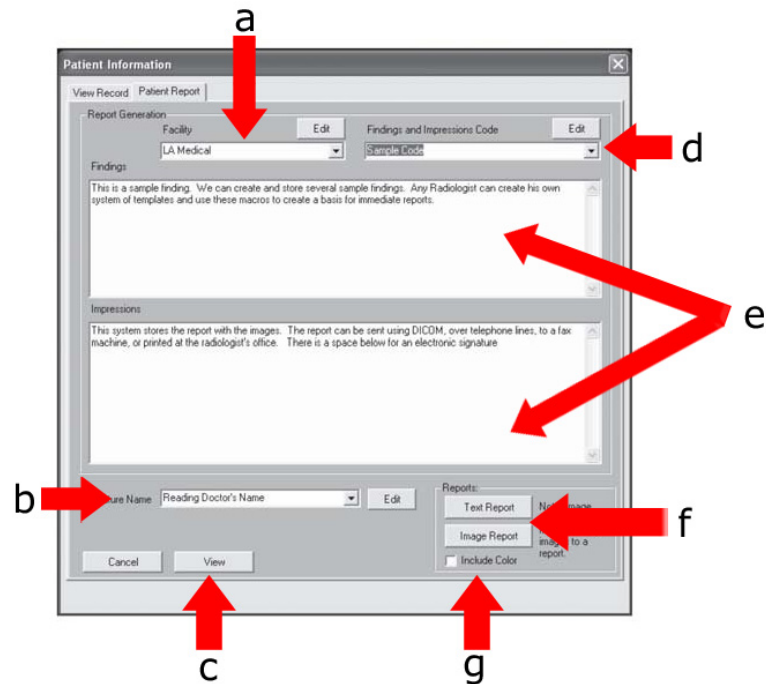 a
Patient Information
View Record Patient Report
Report Generation
Facility Edit Findings and Impressions Code Edit
LA Medical Sample Code
d
Findings
This is a sample finding. We can create and store several sample findings. Any Radiologist can create his own
system of templates and use these macros to create a basis for immediate reports.
e
Impressions
This system stores the report with the images. The report can be sent using DICOM, over telephone lines, to a fax
machine, or printed at the radiologist's office. There is a space below for an electronic signature
b
Name Reading Doctor's Name Edit
Reports:
Text Report
f
Image Report
images to a
report.
Include Color
Cancel View
c
g